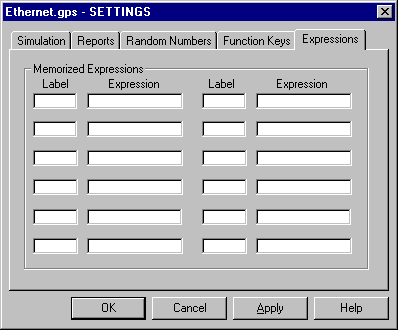 Ethernet.gps - SETTINGS
Simulation Reports Random Numbers Function Keys Expressions
Memorized Expressions
Label Expression Label Expression
OK Cancel Apply Help